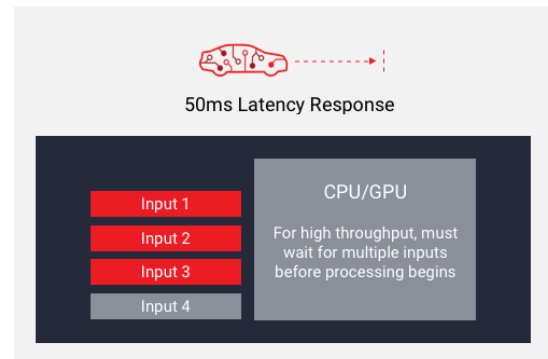 50ms Latency Response
Input 1
Input 2
Input 3
Input 4
CPU/GPU
For high throughput, must
wait for multiple inputs
before processing begins